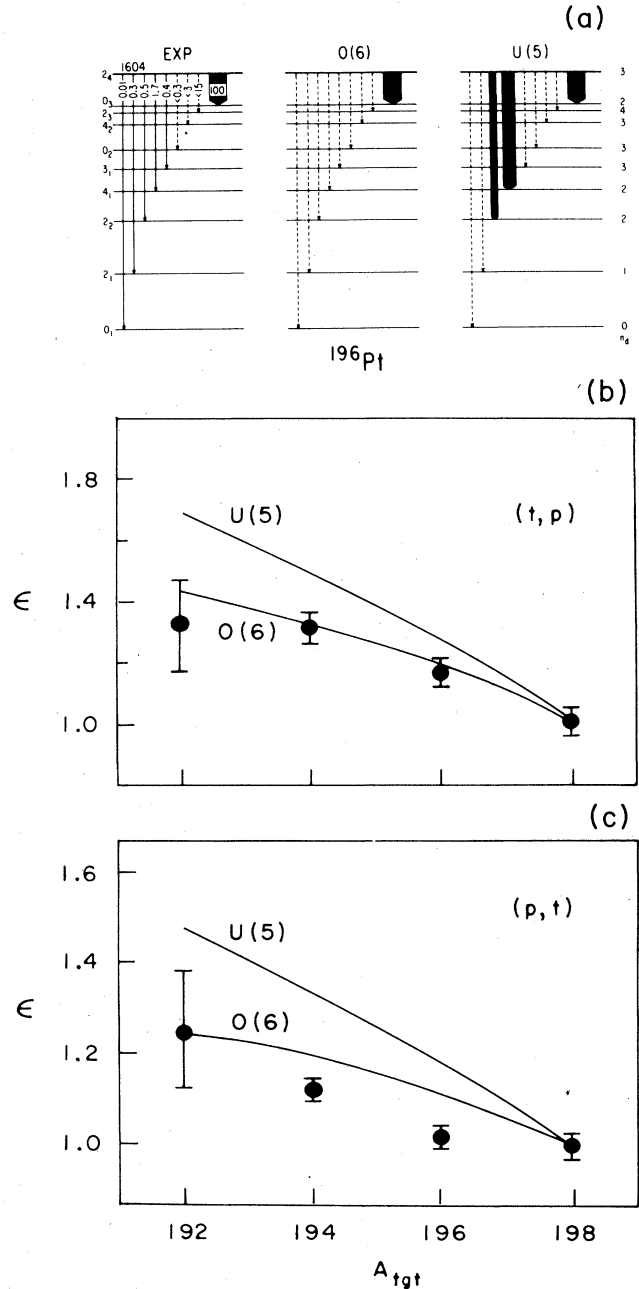 (a)
EXP O(6) U(5)
1604
0.01 0.3 0.5 1.7 0.4 <0.3 <3 <15 100
2₄ 3
0₃ 2
2₃ 4
4₂ 3
0₂ 3
3₁ 3
4₁ 2
2₂ 2
2₁ 1
0₁ 0
n_d
¹⁹⁶Pt
(b)
1.8
1.4
1.0
ϵ
U(5)
O(6)
(t,p)
(c)
1.6
1.4
1.2
1.0
ϵ
U(5)
O(6)
(p,t)
192 194 196 198
A_tgt